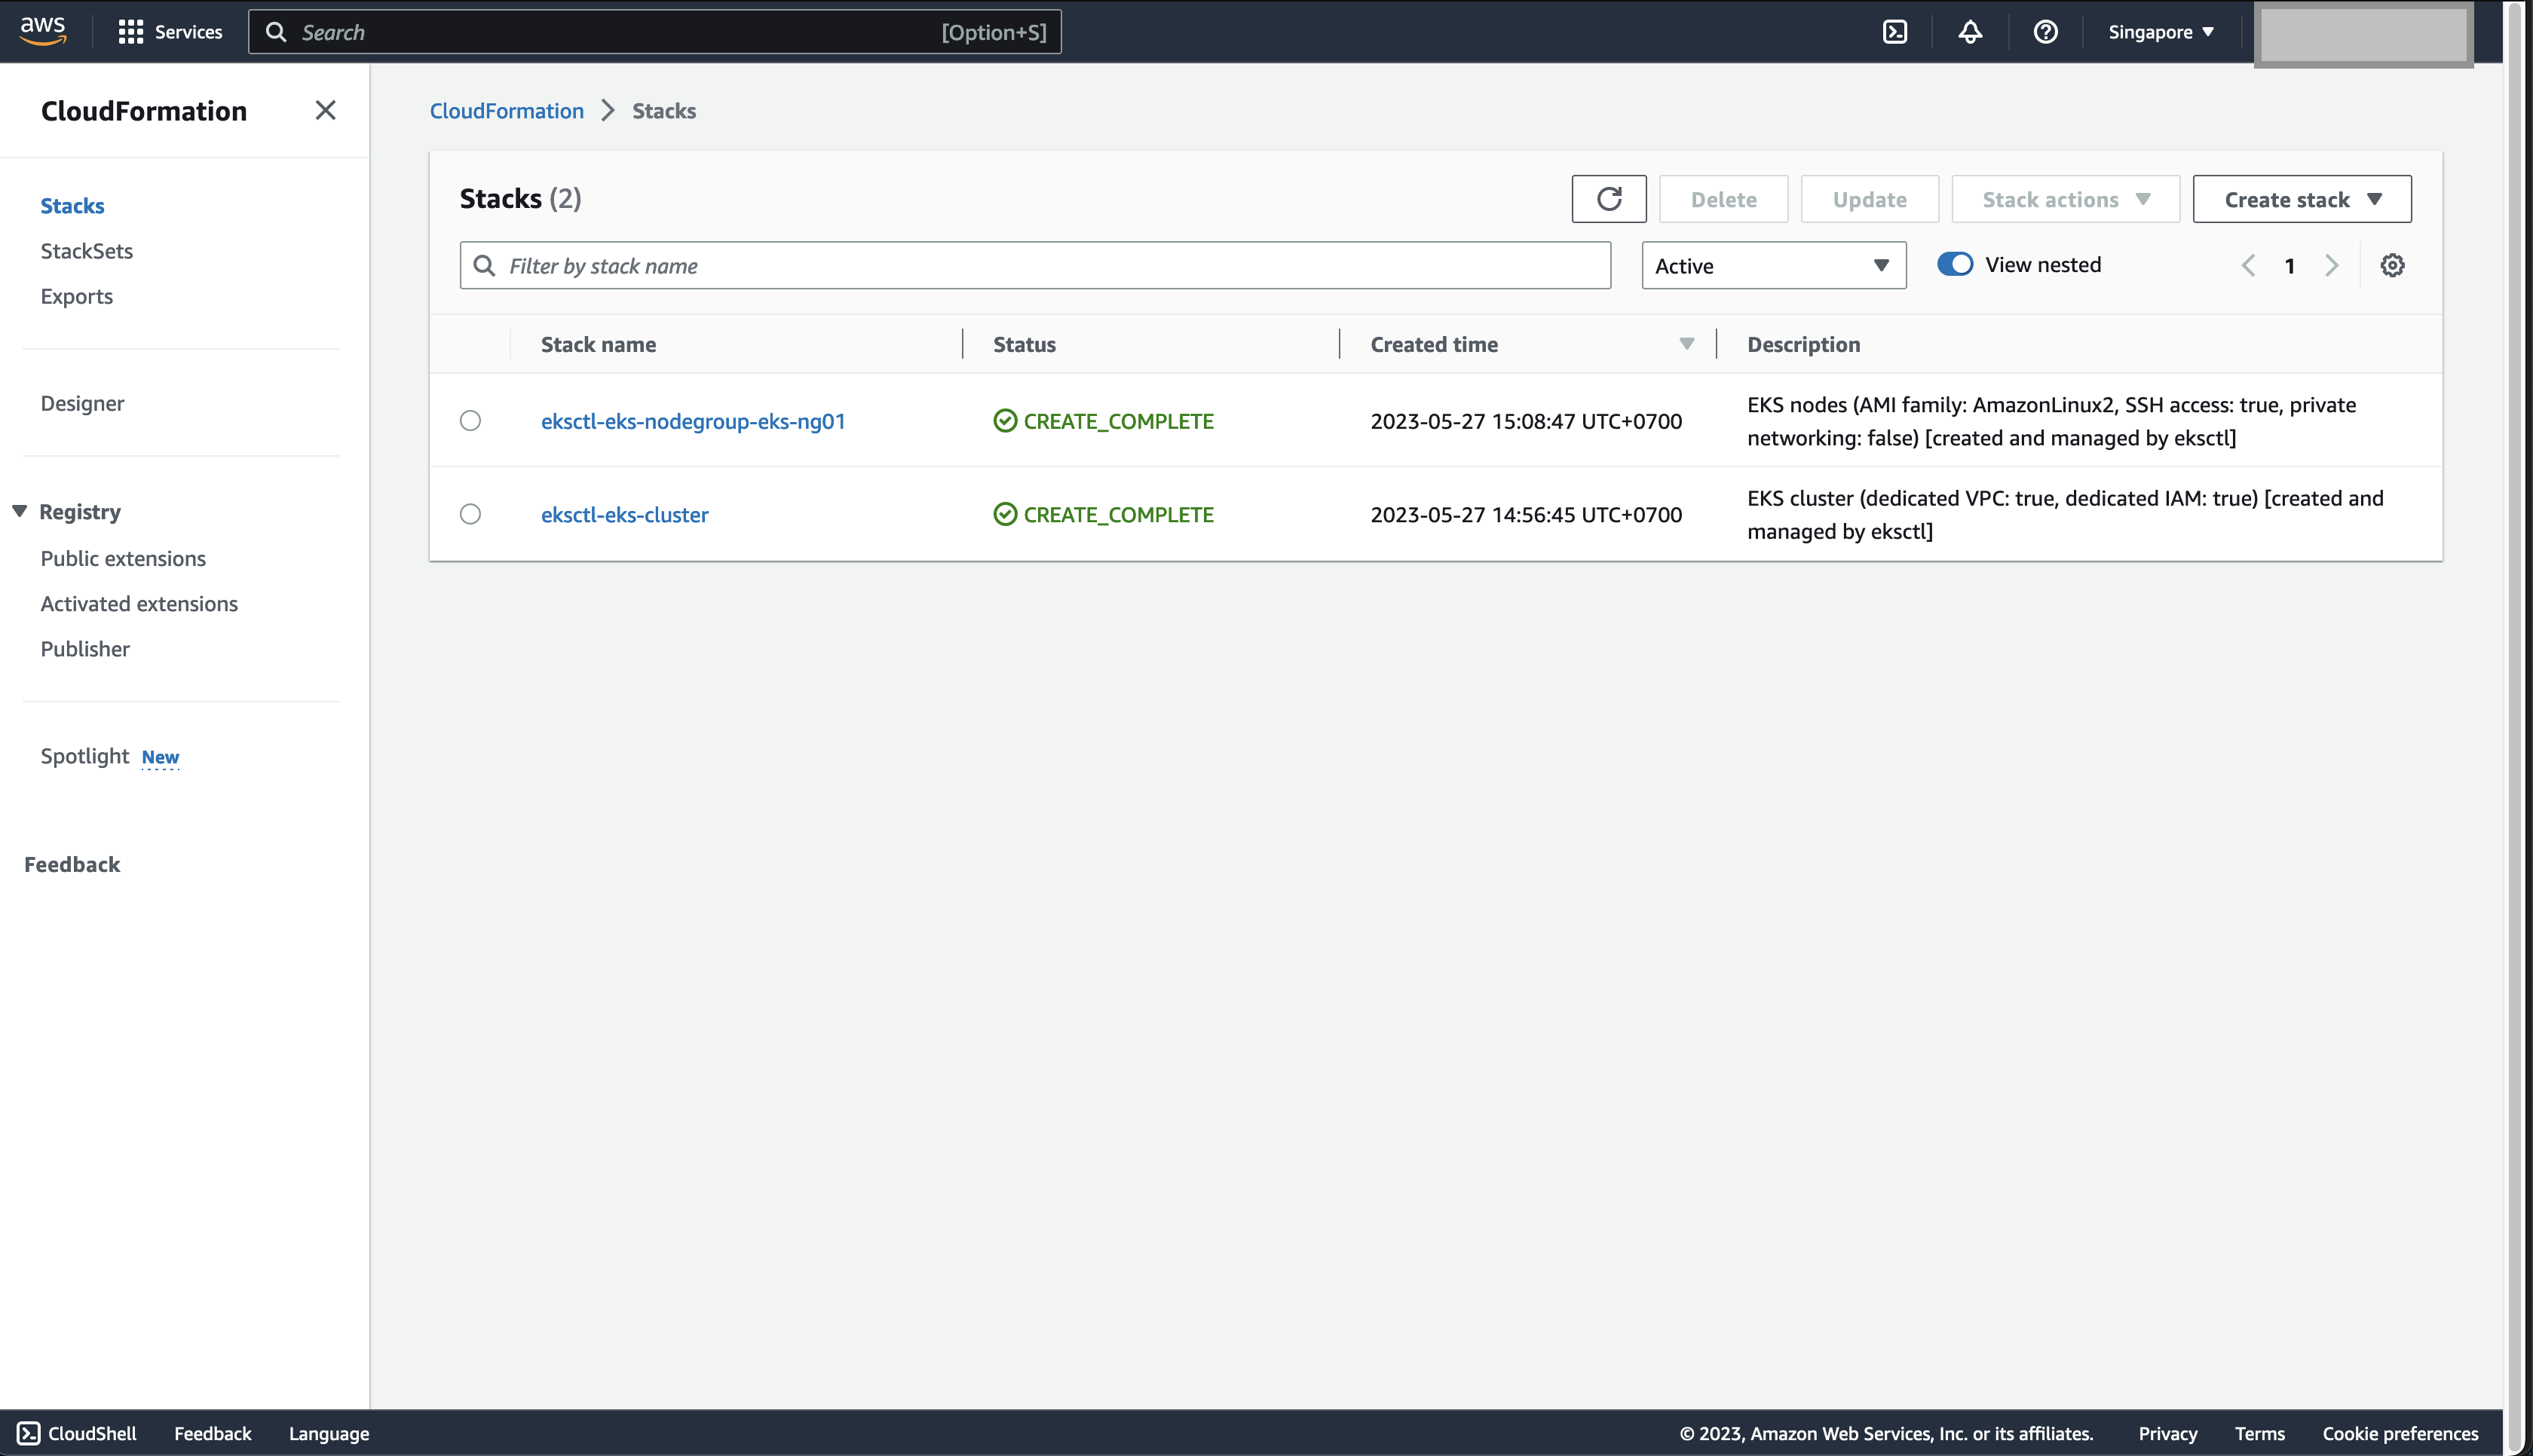 aws Services Search [Option+S] Singapore
CloudFormation
Stacks
StackSets
Exports
Designer
Registry
Public extensions
Activated extensions
Publisher
Spotlight New
Feedback
CloudFormation > Stacks
Stacks (2) Delete Update Stack actions Create stack
Filter by stack name Active View nested 1
Stack name Status Created time Description
eksctl-eks-nodegroup-eks-ng01 CREATE_COMPLETE 2023-05-27 15:08:47 UTC+0700 EKS nodes (AMI family: AmazonLinux2, SSH access: true, private
networking: false) [created and managed by eksctl]
eksctl-eks-cluster CREATE_COMPLETE 2023-05-27 14:56:45 UTC+0700 EKS cluster (dedicated VPC: true, dedicated IAM: true) [created and
managed by eksctl]
CloudShell Feedback Language © 2023, Amazon Web Services, Inc. or its affiliates. Privacy Terms Cookie preferences